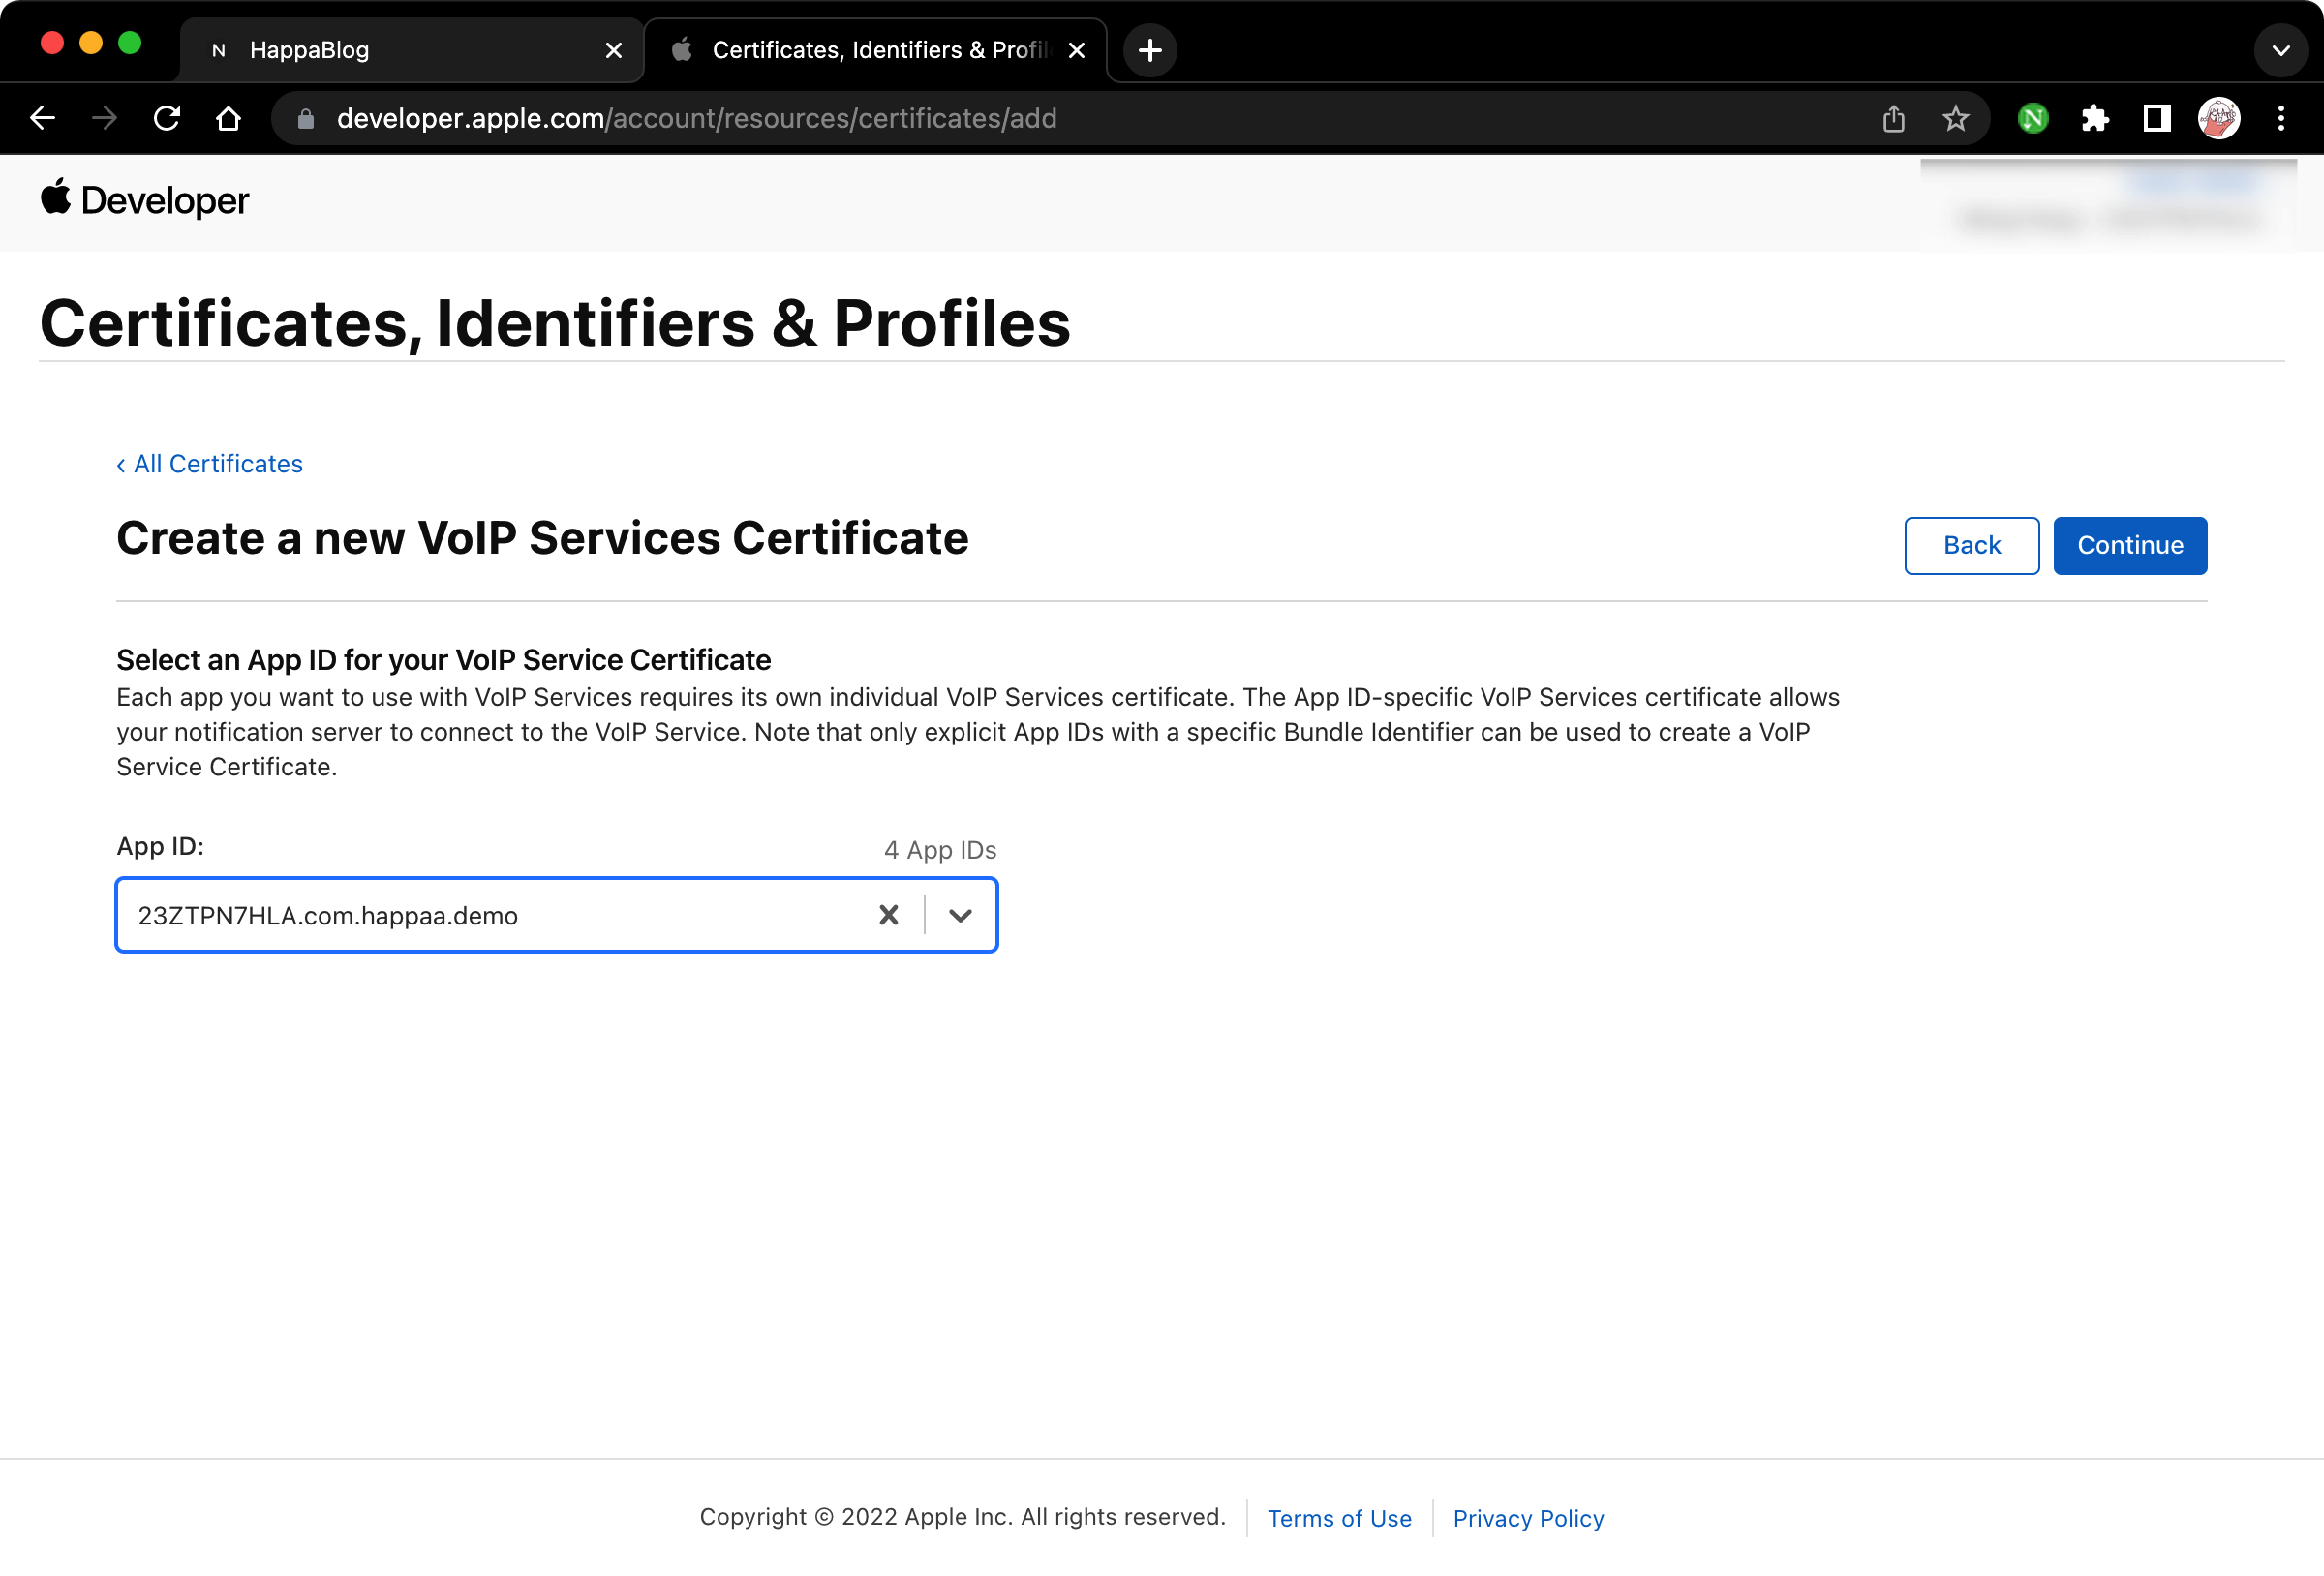 HappaBlog
Certificates, Identifiers & Profil
developer.apple.com/account/resources/certificates/add
Developer
Certificates, Identifiers & Profiles
‹ All Certificates
Create a new VoIP Services Certificate
Back
Continue
Select an App ID for your VoIP Service Certificate
Each app you want to use with VoIP Services requires its own individual VoIP Services certificate. The App ID-specific VoIP Services certificate allows
your notification server to connect to the VoIP Service. Note that only explicit App IDs with a specific Bundle Identifier can be used to create a VoIP
Service Certificate.
App ID:
4 App IDs
23ZTPN7HLA.com.happaa.demo
Copyright © 2022 Apple Inc. All rights reserved.
Terms of Use
Privacy Policy